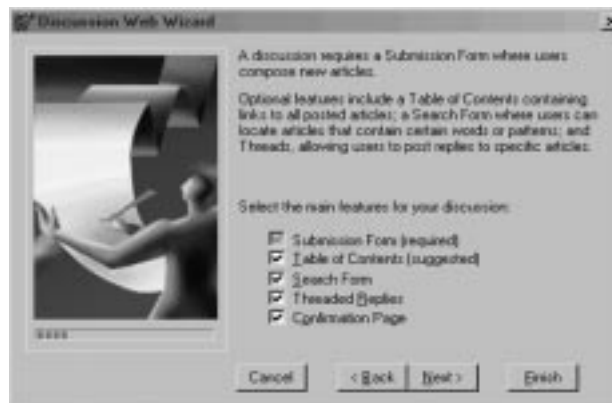 Discussion Web Wizard
A discussion requires a Submission Form where users
compose new articles.
Optional features include a Table of Contents containing
links to all posted articles; a Search Form where users can
locate articles that contain certain words or patterns; and
Threads, allowing users to post replies to specific articles.
Select the main features for your discussion:
Submission Form (required)
Table of Contents (suggested)
Search Form
Threaded Replies
Confirmation Page
Cancel
< Back
Next >
Finish